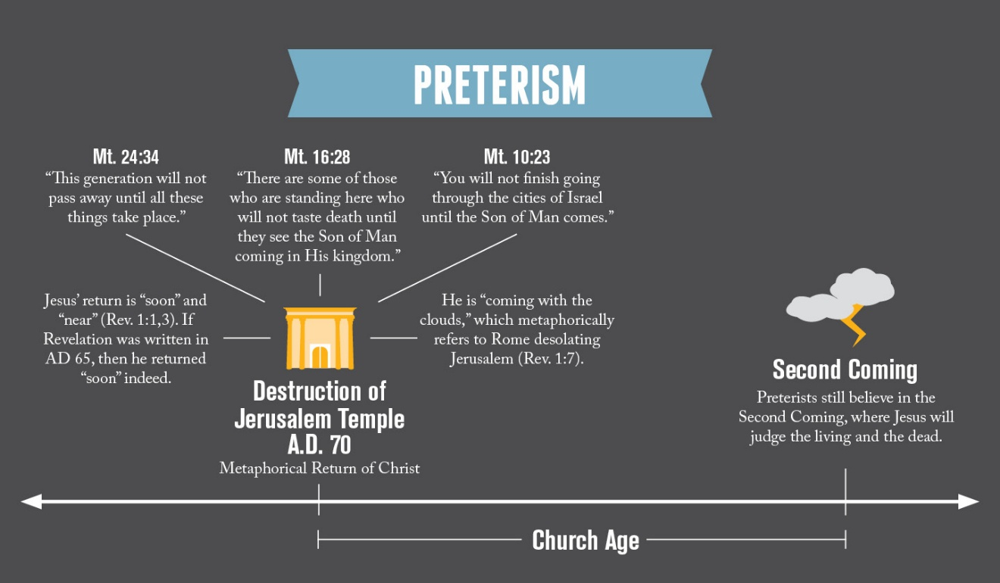 PRETERISM
Mt. 24:34
“This generation will not
pass away until all these
things take place.”
Mt. 16:28
“There are some of those
who are standing here who
will not taste death until
they see the Son of Man
coming in His kingdom.”
Mt. 10:23
“You will not finish going
through the cities of Israel
until the Son of Man comes.”
Jesus’ return is “soon” and
“near” (Rev. 1:1,3). If
Revelation was written in
AD 65, then he returned
“soon” indeed.
He is “coming with the
clouds,” which metaphorically
refers to Rome desolating
Jerusalem (Rev. 1:7).
Destruction of
Jerusalem Temple
A.D. 70
Metaphorical Return of Christ
Second Coming
Preterists still believe in the
Second Coming, where Jesus will
judge the living and the dead.
Church Age